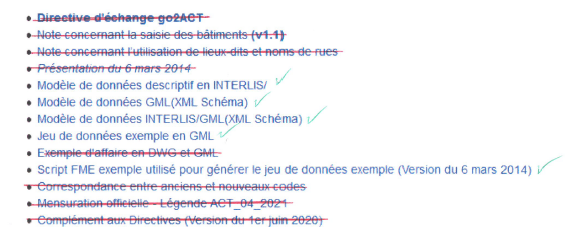 Directive d'échange go2ACT
Note concernant la saisie des bâtiments (v1.1)
Note concernant l'utilisation de lieux-dits et noms de rues
Présentation du 6 mars 2014
Modèle de données descriptif en INTERLIS/
Modèle de données GML(XML Schéma)
Modèle de données INTERLIS/GML(XML Schéma)
Jeu de données exemple en GML
Exemple d'affaire en DWG et GML
Script FME exemple utilisé pour générer le jeu de données exemple (Version du 6 mars 2014)
Correspondance entre anciens et nouveaux codes
Mensuration officielle - Légende ACT_04_2021
Complément aux Directives (Version du 1er juin 2020)